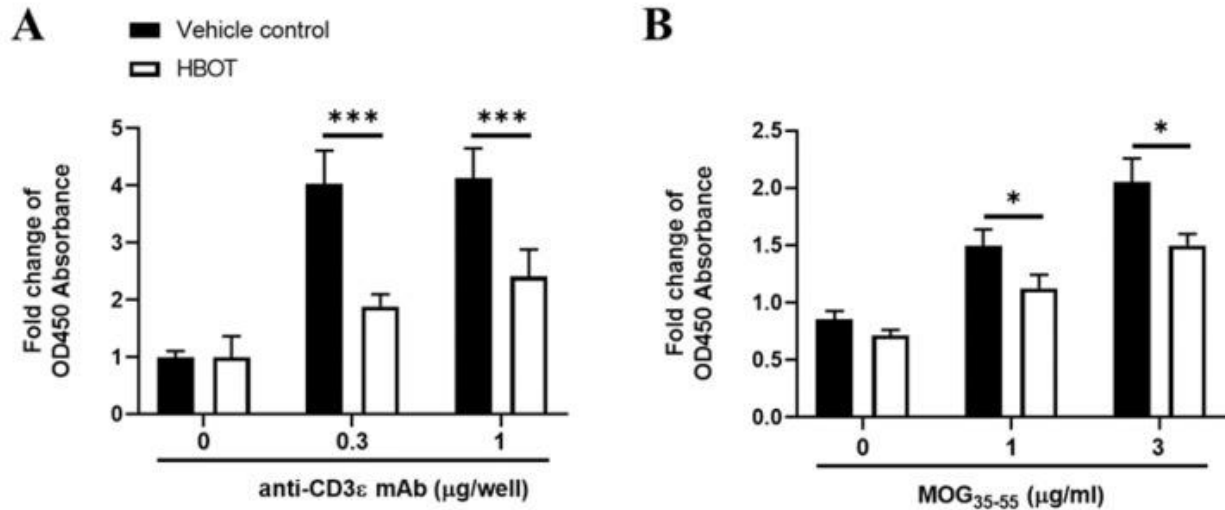 A
Vehicle control
HBOT
Fold change of
OD450 Absorbance
5
4
3
2
1
0
***
***
0 0.3 1
anti-CD3ε mAb (μg/well)
B
Fold change of
OD450 Absorbance
2.5
2.0
1.5
1.0
0.5
0.0
*
*
0 1 3
MOG35-55 (μg/ml)